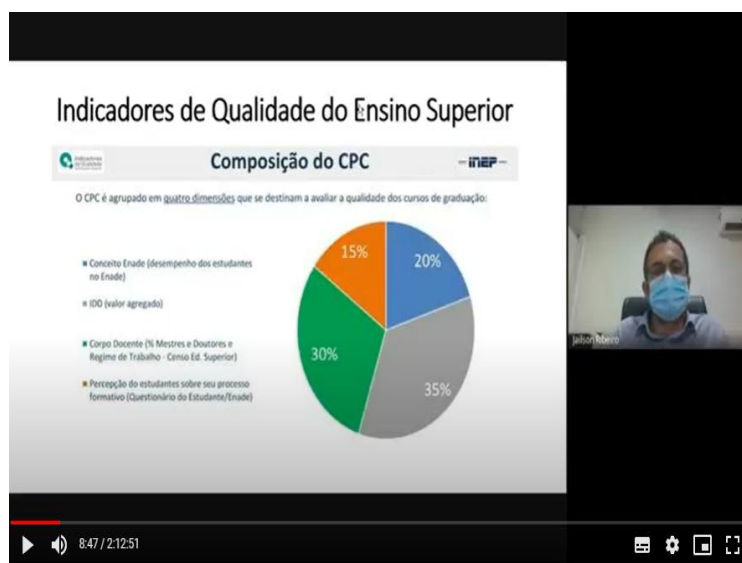 Indicadores de Qualidade do Ensino Superior
Composição do CPC
INEP
O CPC é agrupado em quatro dimensões que se destinam a avaliar a qualidade dos cursos de graduação:
Conceito Enade (desempenho dos estudantes
no Enade)
IDD (valor agregado)
Corpo Docente (% Mestres e Doutores e
Regime de Trabalho - Censo Ed. Superior)
Percepção do estudantes sobre seu processo
formativo (Questionário do Estudante/Enade)
15%
20%
30%
35%
Jailson Ribeiro
8:47 / 2:12:51